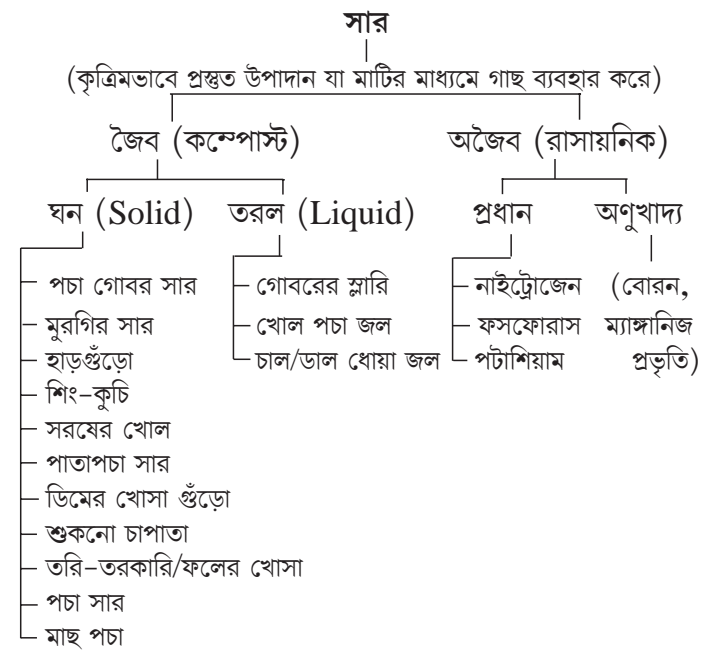 সার
(কৃত্রিমভাবে প্রস্তুত উপাদান যা মাটির মাধ্যমে গাছ ব্যবহার করে)
জৈব (কম্পোস্ট)
অজৈব (রাসায়নিক)
ঘন (Solid)
তরল (Liquid)
প্রধান
অণুখাদ্য
পচা গোবর সার
মুরগির সার
হাড়গুঁড়ো
শিং-কুচি
সরষের খোল
পাতাপচা সার
ডিমের খোসা গুঁড়ো
শুকনো চাপাতা
তরি-তরকারি/ফলের খোসা
পচা সার
মাছ পচা
গোবরের স্লারি
খোল পচা জল
চাল/ডাল ধোয়া জল
নাইট্রোজেন
ফসফোরাস
পটাশিয়াম
(বোরন,
ম্যাঙ্গানিজ
প্রভৃতি)